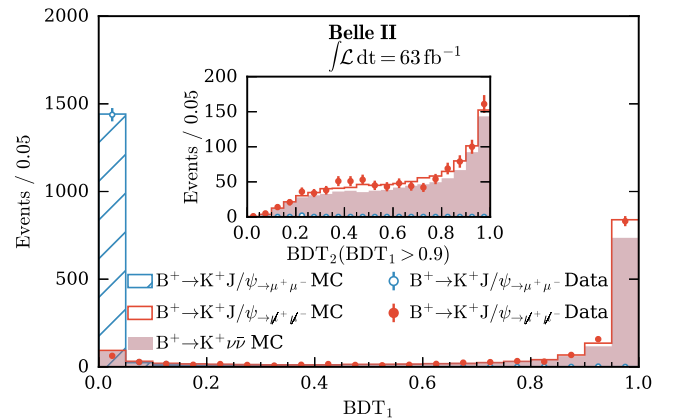 Belle II
∫ℒ dt = 63 fb⁻¹
Events / 0.05
2000
1500
1000
500
0
0.0 0.2 0.4 0.6 0.8 1.0
BDT₁
Events / 0.05
200
150
100
50
0
0.0 0.2 0.4 0.6 0.8 1.0
BDT₂(BDT₁ > 0.9)
B⁺→K⁺J/ψ→μ⁺μ⁻ MC
B⁺→K⁺J/ψ→μ̸⁺μ̸⁻ MC
B⁺→K⁺νν̄ MC
B⁺→K⁺J/ψ→μ⁺μ⁻ Data
B⁺→K⁺J/ψ→μ̸⁺μ̸⁻ Data